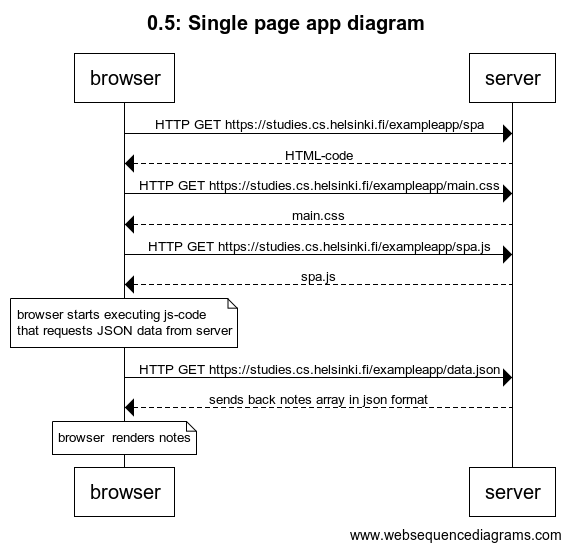 0.5: Single page app diagram
browser
server
HTTP GET https://studies.cs.helsinki.fi/exampleapp/spa
HTML-code
HTTP GET https://studies.cs.helsinki.fi/exampleapp/main.css
main.css
HTTP GET https://studies.cs.helsinki.fi/exampleapp/spa.js
spa.js
browser starts executing js-code
that requests JSON data from server
HTTP GET https://studies.cs.helsinki.fi/exampleapp/data.json
sends back notes array in json format
browser  renders notes
browser
server
www.websequencediagrams.com